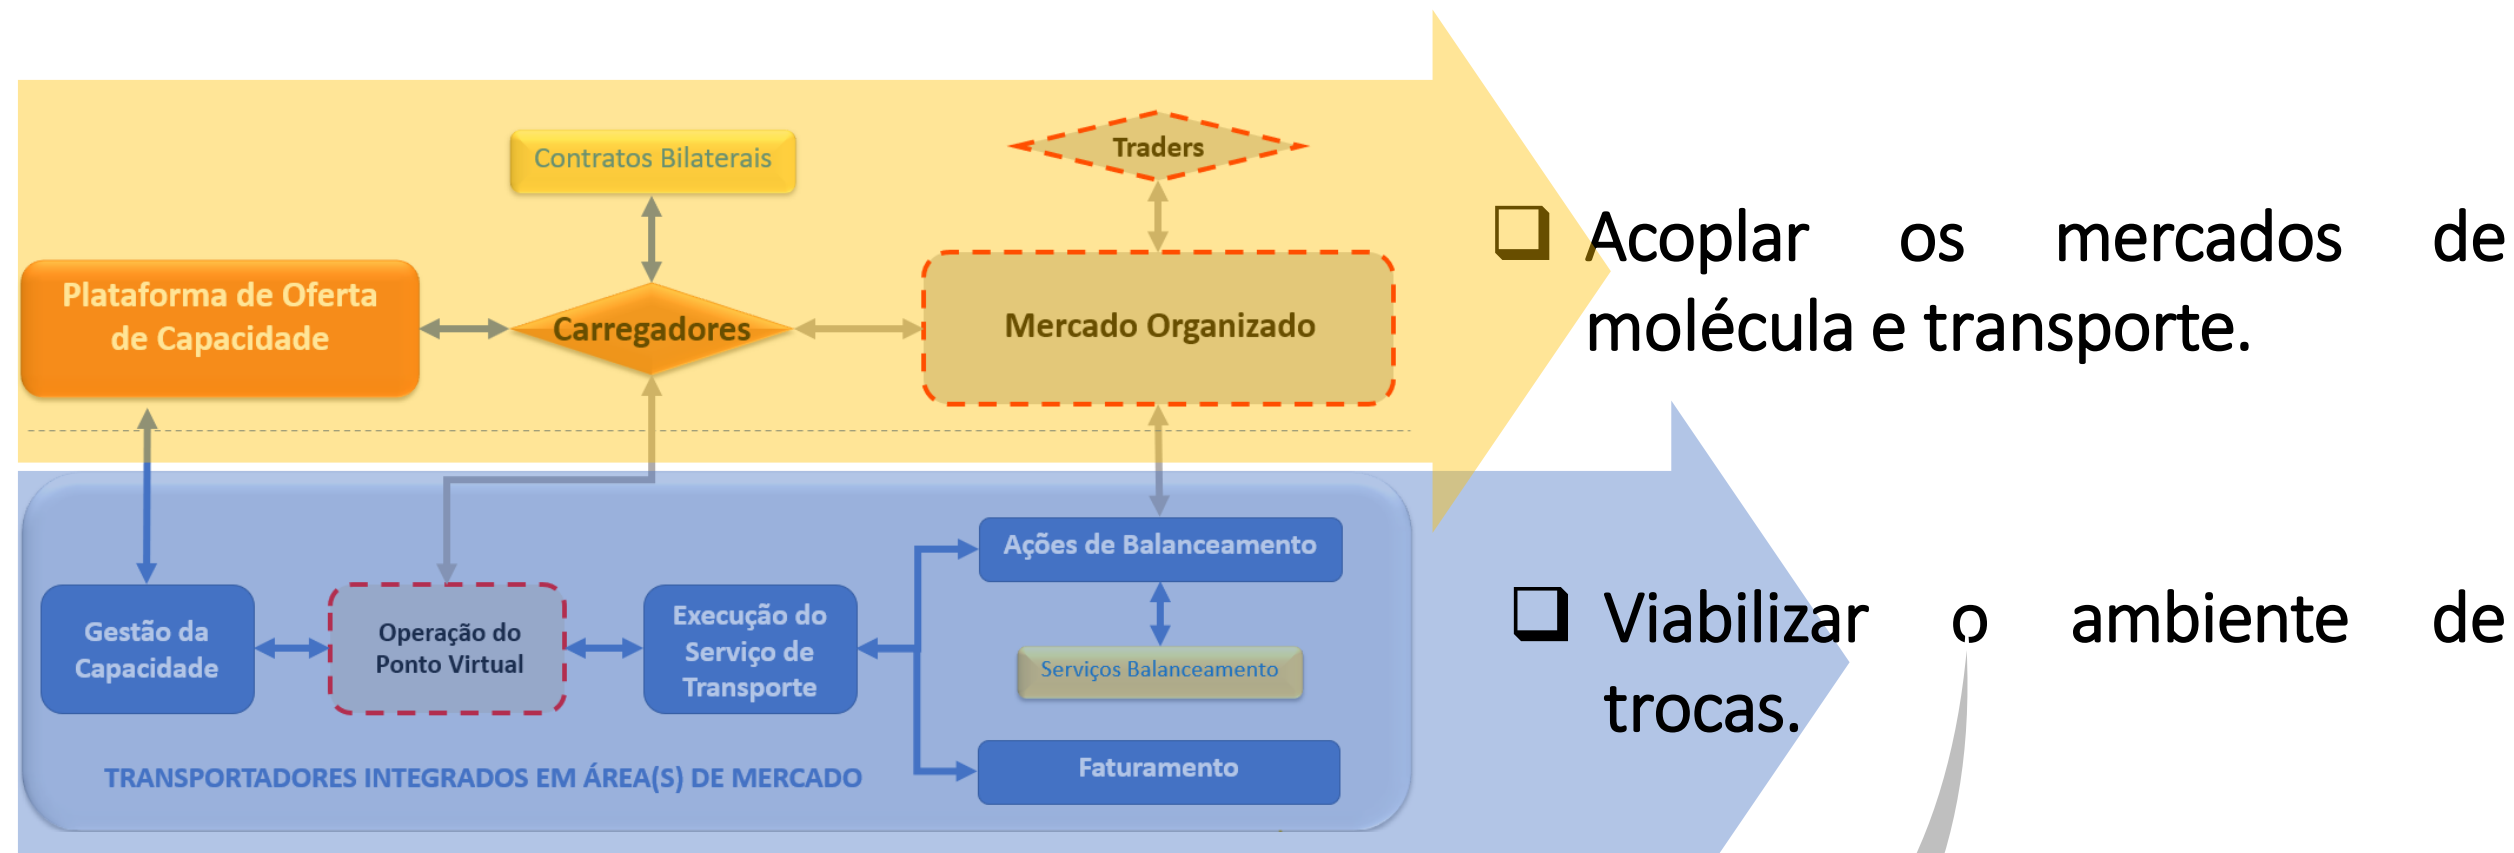 Contratos Bilaterais
Traders
Plataforma de Oferta
de Capacidade
Carregadores
Mercado Organizado
Acoplar os mercados de
molécula e transporte.
Ações de Balanceamento
Gestão da
Capacidade
Operação do
Ponto Virtual
Execução do
Serviço de
Transporte
Serviços Balanceamento
Faturamento
TRANSPORTADORES INTEGRADOS EM ÁREA(S) DE MERCADO
Viabilizar o ambiente de
trocas.